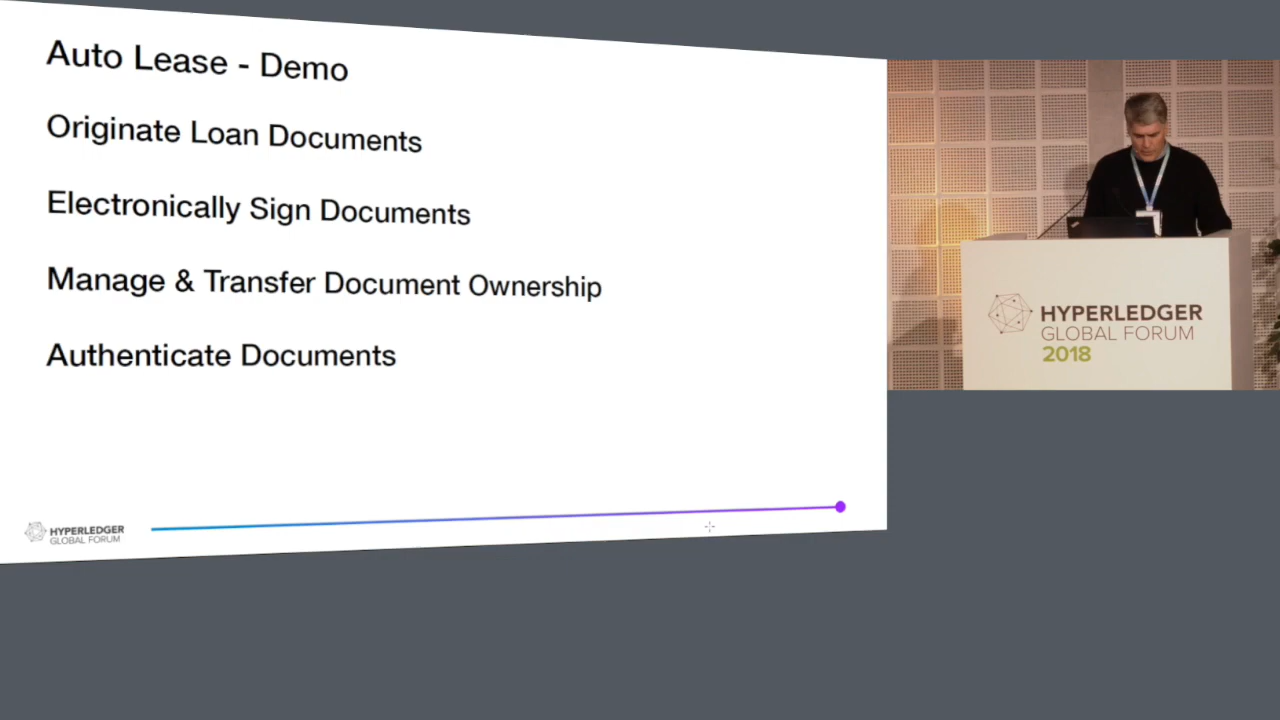 Auto Lease - Demo
Originate Loan Documents
Electronically Sign Documents
Manage & Transfer Document Ownership
Authenticate Documents
HYPERLEDGER
GLOBAL FORUM
HYPERLEDGER
GLOBAL FORUM
2018